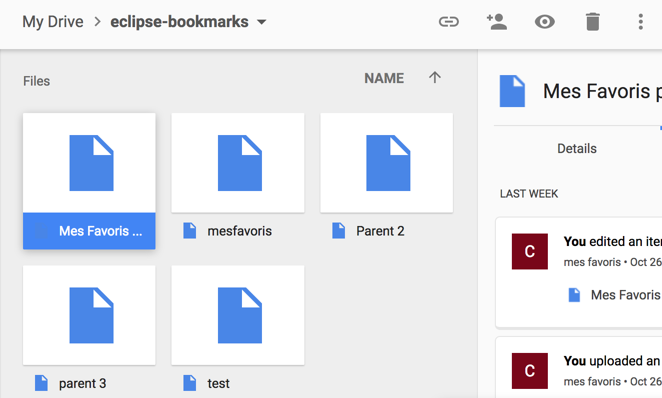 My Drive > eclipse-bookmarks
Files
NAME
Mes Favoris ...
mesfavoris
Parent 2
parent 3
test
Mes Favoris p
Details
LAST WEEK
C
You edited an iter
mes favoris • Oct 26
Mes Favoris
C
You uploaded an
mes favoris • Oct 26